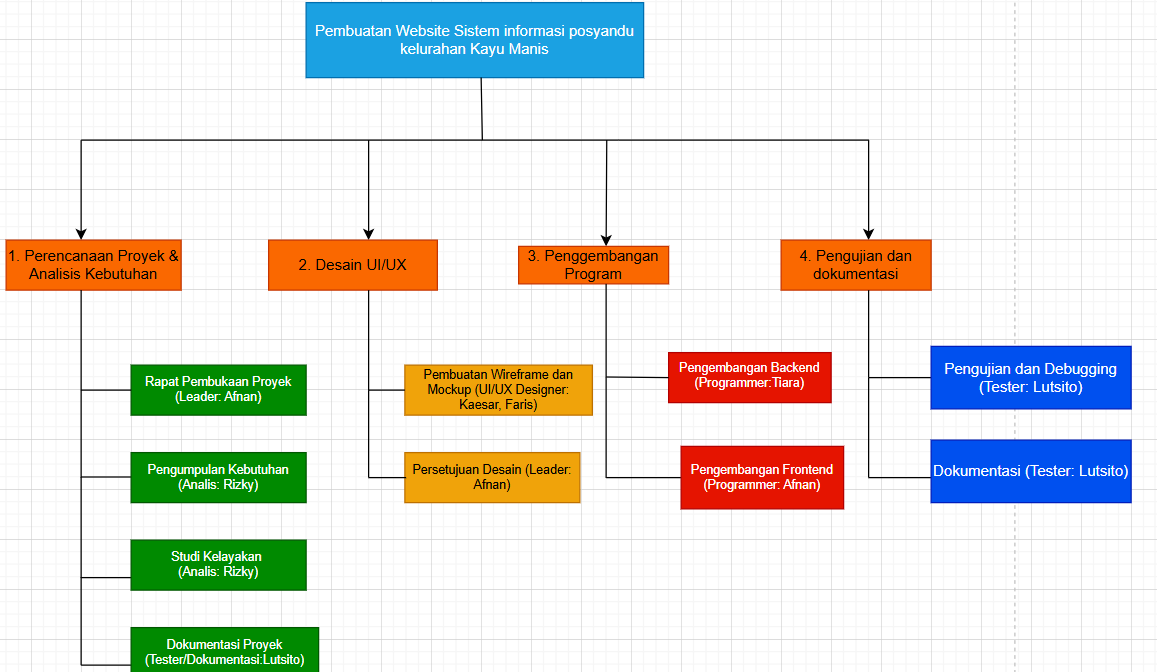 Pembuatan Website Sistem informasi posyandu
kelurahan Kayu Manis
1. Perencanaan Proyek &
Analisis Kebutuhan
2. Desain UI/UX
3. Penggembangan
Program
4. Pengujian dan
dokumentasi
Rapat Pembukaan Proyek
(Leader: Afnan)
Pengumpulan Kebutuhan
(Analis: Rizky)
Studi Kelayakan
(Analis: Rizky)
Dokumentasi Proyek
(Tester/Dokumentasi:Lutsito)
Pembuatan Wireframe dan
Mockup (UI/UX Designer:
Kaesar, Faris)
Persetujuan Desain (Leader:
Afnan)
Pengembangan Backend
(Programmer:Tiara)
Pengembangan Frontend
(Programmer: Afnan)
Pengujian dan Debugging
(Tester: Lutsito)
Dokumentasi (Tester: Lutsito)